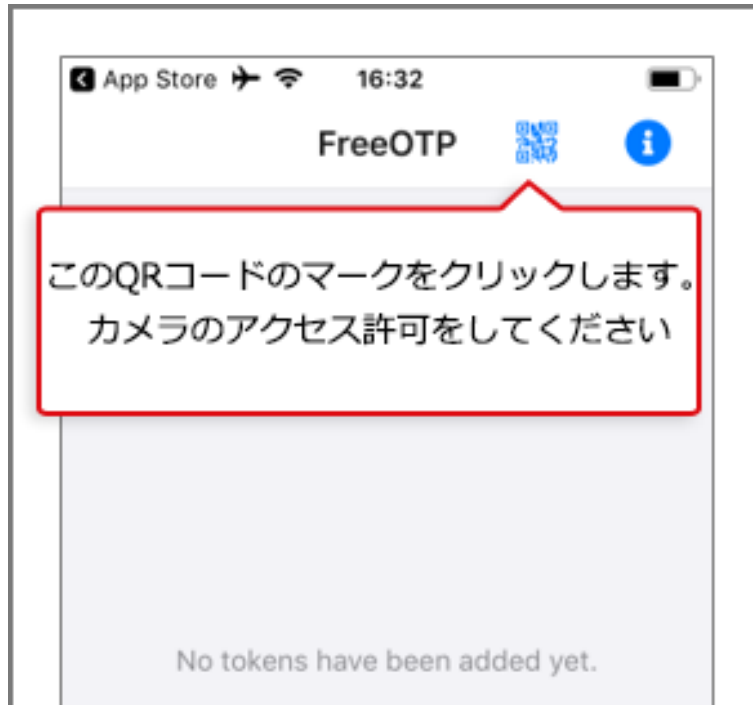 App Store 16:32
FreeOTP
このQRコードのマークをクリックします。
カメラのアクセス許可をしてください
No tokens have been added yet.